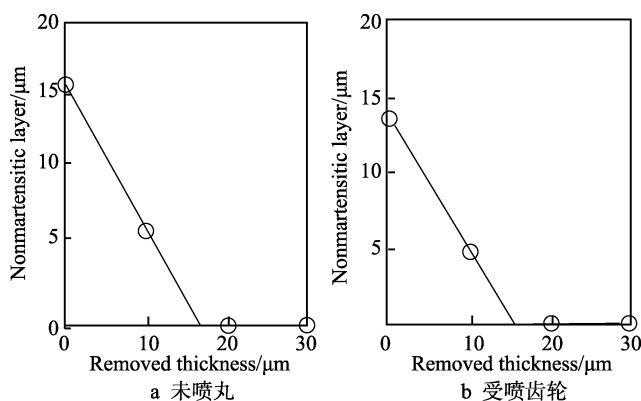 Nonmartensitic layer/μm
20
15
10
5
0
0 10 20 30
Removed thickness/μm
a 未喷丸
Nonmartensitic layer/μm
20
15
10
5
0 10 20 30
Removed thickness/μm
b 受喷齿轮